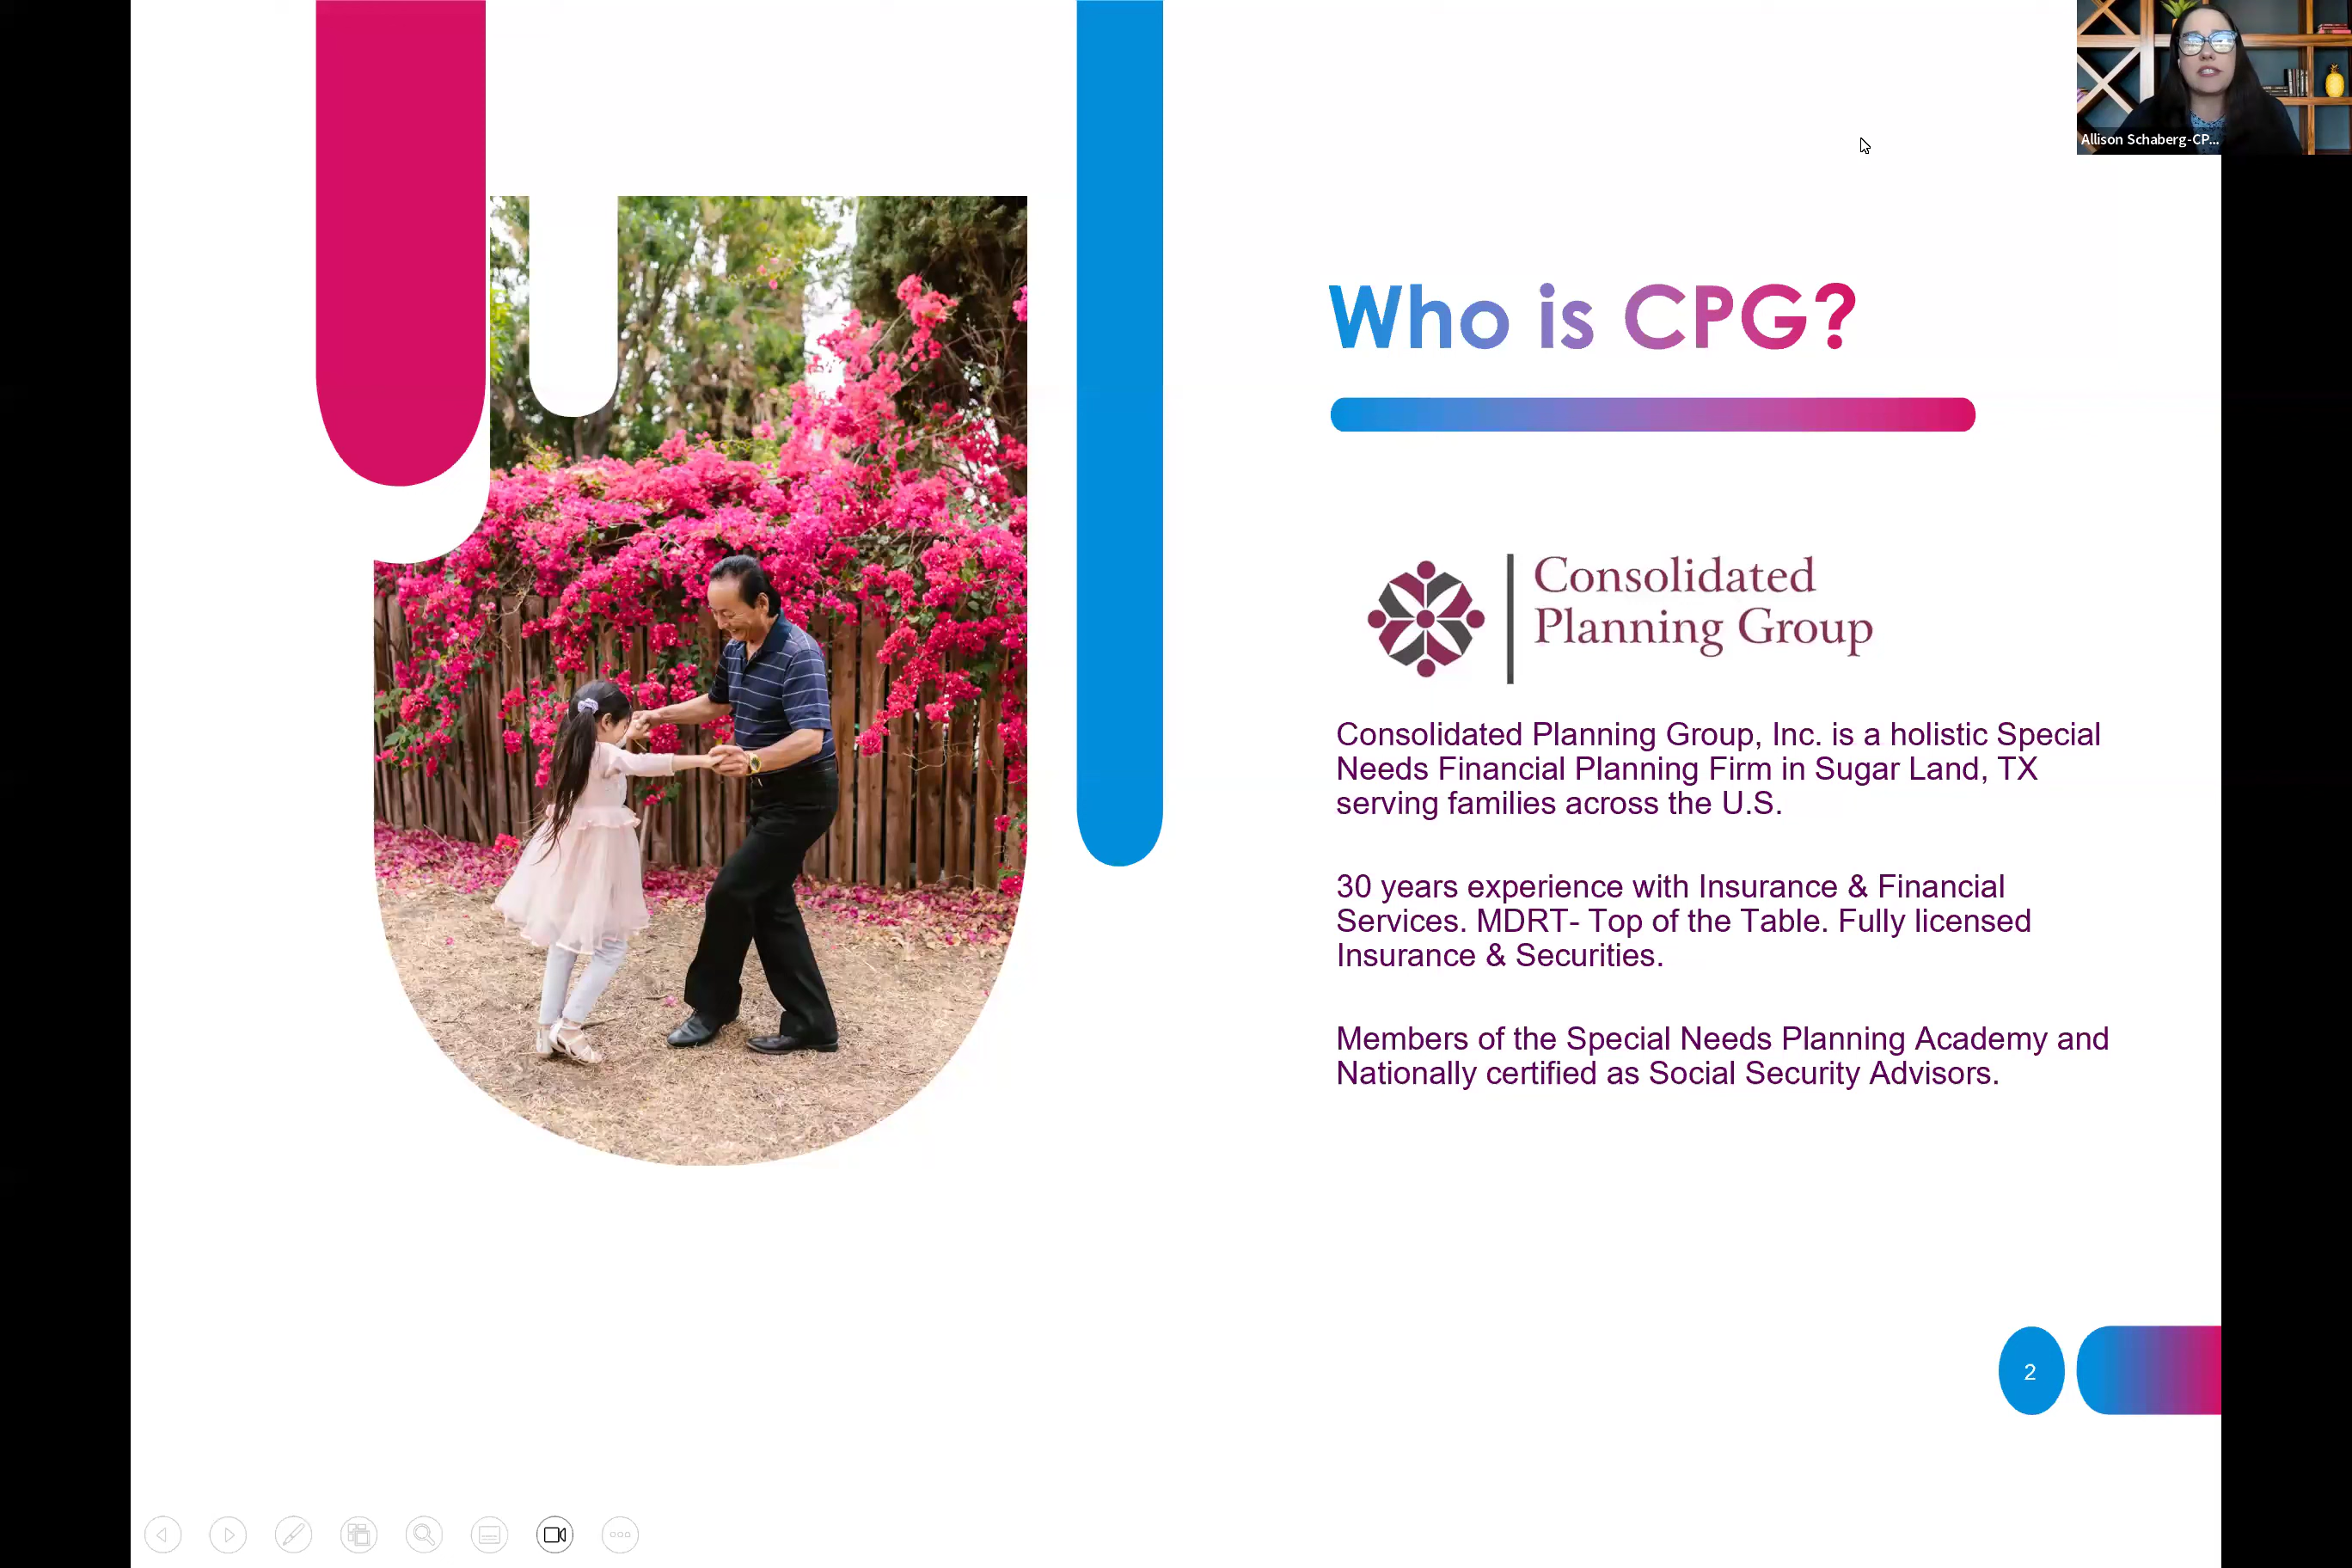 Allison Schaberg-CP...
Who is CPG?
Consolidated
Planning Group
Consolidated Planning Group, Inc. is a holistic Special
Needs Financial Planning Firm in Sugar Land, TX
serving families across the U.S.
30 years experience with Insurance & Financial
Services. MDRT- Top of the Table. Fully licensed
Insurance & Securities.
Members of the Special Needs Planning Academy and
Nationally certified as Social Security Advisors.
2